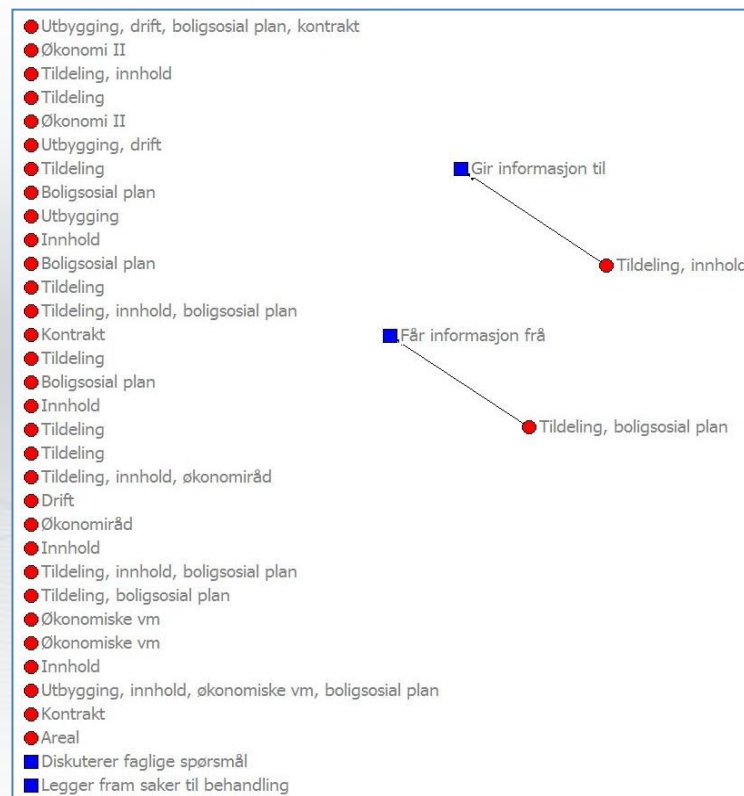 Utbygging, drift, boligsosial plan, kontrakt
Økonomi II
Tildeling, innhold
Tildeling
Økonomi II
Utbygging, drift
Tildeling
Boligsosial plan
Utbygging
Innhold
Boligsosial plan
Tildeling
Tildeling, innhold, boligsosial plan
Kontrakt
Tildeling
Boligsosial plan
Innhold
Tildeling
Tildeling
Tildeling, innhold, økonomiråd
Drift
Økonomiråd
Innhold
Tildeling, innhold, boligsosial plan
Tildeling, boligsosial plan
Økonomiske vm
Økonomiske vm
Innhold
Utbygging, innhold, økonomiske vm, boligsosial plan
Kontrakt
Areal
Diskuterer faglige spørsmål
Legger fram saker til behandling
Gir informasjon til
Tildeling, innhold
Får informasjon frå
Tildeling, boligsosial plan